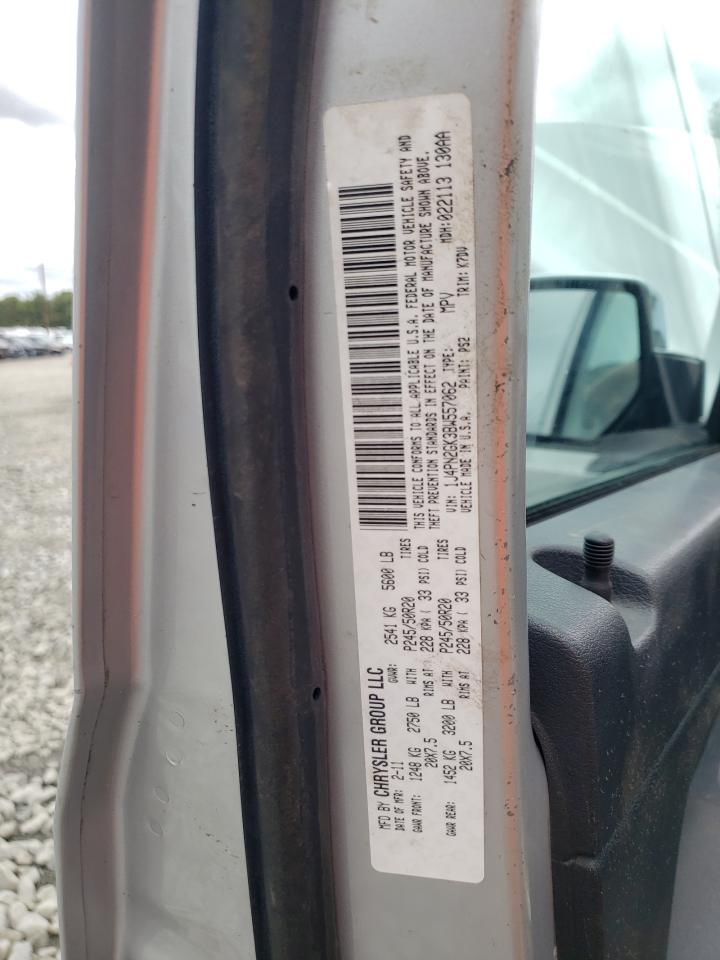 MFD BY CHRYSLER GROUP LLC
DATE OF MFR: 2-11 GVWR: 2541 KG 5600 LB
GAWR FRONT: 1248 KG 2750 LB WITH P245/50R20 TIRES
20X7.5 RIMS AT 228 KPA ( 33 PSI) COLD
GAWR REAR: 1452 KG 3200 LB WITH P245/50R20 TIRES
20X7.5 RIMS AT 228 KPA ( 33 PSI) COLD
THIS VEHICLE CONFORMS TO ALL APPLICABLE U.S.A. FEDERAL MOTOR VEHICLE SAFETY AND
THEFT PREVENTION STANDARDS IN EFFECT ON THE DATE OF MANUFACTURE SHOWN ABOVE.
VIN: 1J4PN2GK3BW557062 TYPE: MPV MDH:022113 130AA
VEHICLE MADE IN U.S.A. PAINT: PS2 TRIM: K7DV